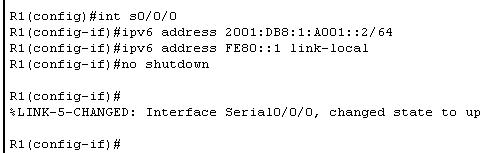 R1(config)#int s0/0/0
R1(config-if)#ipv6 address 2001:DB8:1:A001::2/64
R1(config-if)#ipv6 address FE80::1 link-local
R1(config-if)#no shutdown

R1(config-if)#
%LINK-5-CHANGED: Interface Serial0/0/0, changed state to up

R1(config-if)#